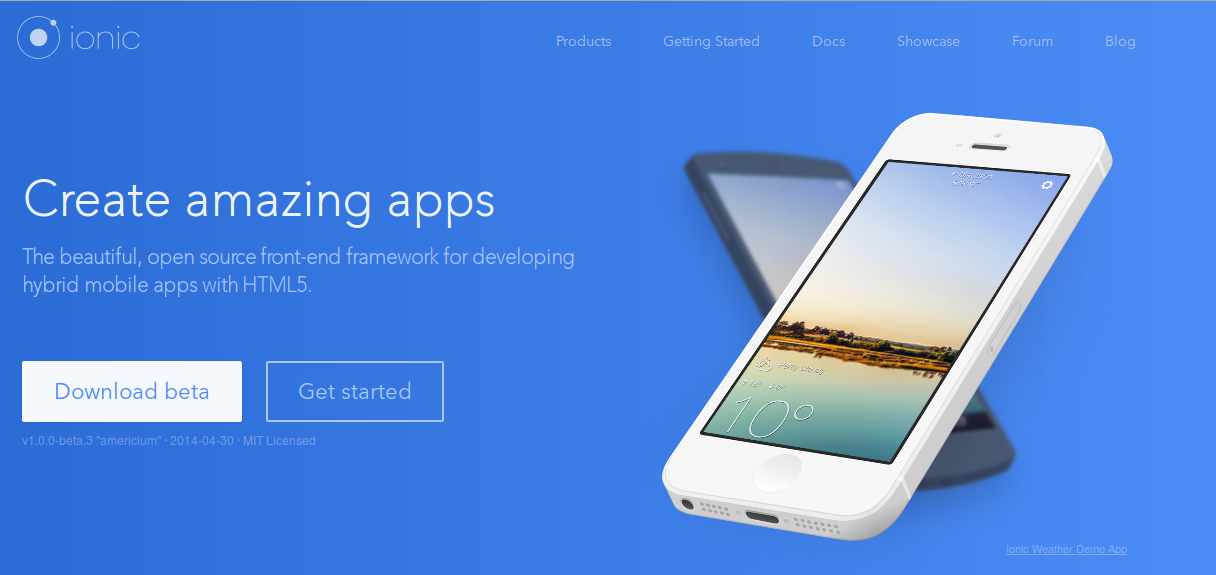 ionic
Products Getting Started Docs Showcase Forum Blog
Create amazing apps
The beautiful, open source front-end framework for developing
hybrid mobile apps with HTML5.
Download beta Get started
v1.0.0-beta.3 "americium" · 2014-04-30 · MIT Licensed
Partly Cloudy
10°
Ionic Weather Demo App